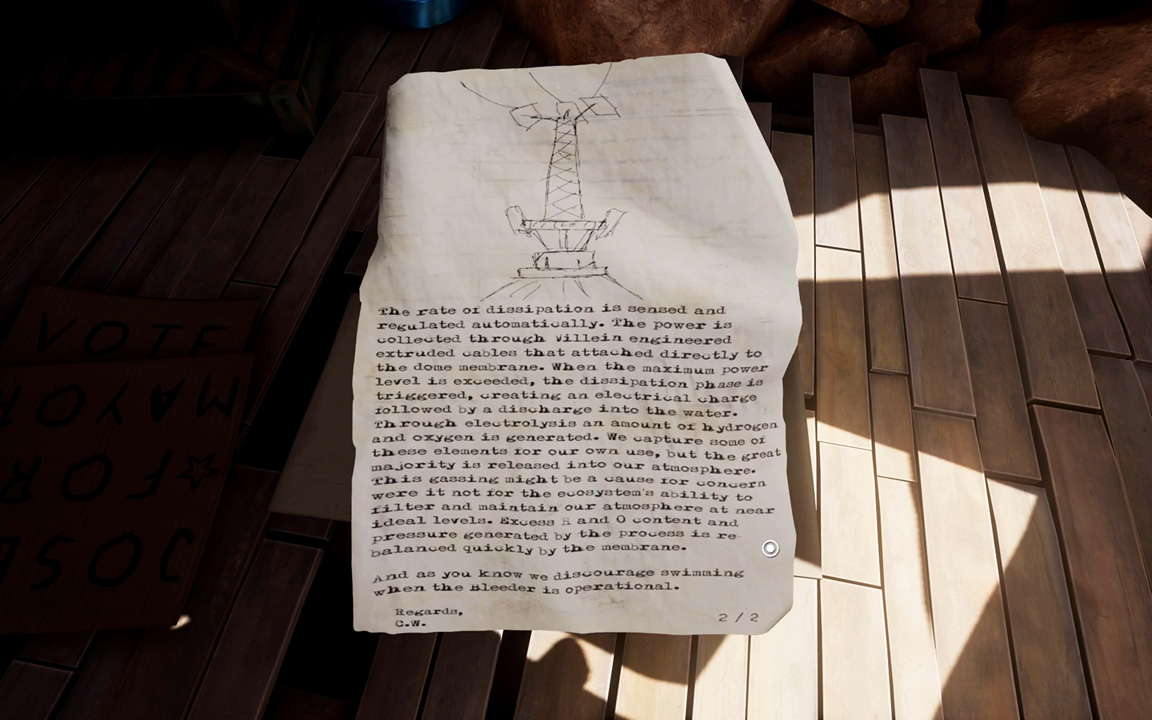 The rate of dissipation is sensed and
regulated automatically. The power is
collected through Villein engineered
extruded cables that attached directly to
the dome membrane. When the maximum power
level is exceeded, the dissipation phase is
triggered, creating an electrical charge
followed by a discharge into the water.
Through electrolysis an amount of hydrogen
and oxygen is generated. We capture some of
these elements for our own use, but the great
majority is released into our atmosphere.
This gassing might be a cause for concern
were it not for the ecosystem's ability to
filter and maintain our atmosphere at near
ideal levels. Excess H and O content and
pressure generated by the process is re-
balanced quickly by the membrane.
And as you know we discourage swimming
when the Bleeder is operational.
Regards,
C.W.
2 / 2
VOTE
MAYOR
FOR
JOSE